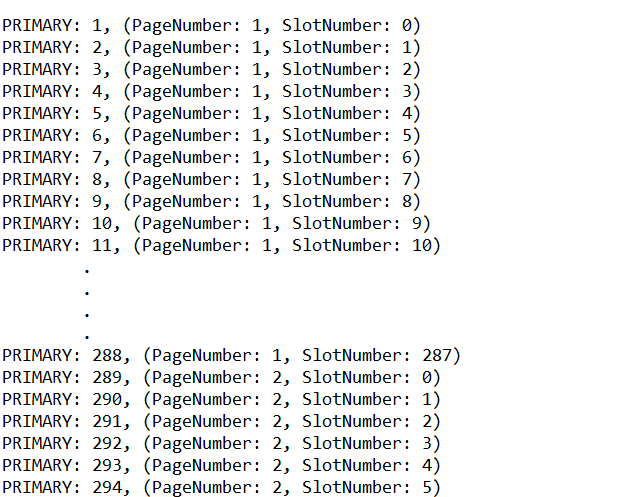 PRIMARY: 1, (PageNumber: 1, SlotNumber: 0)
PRIMARY: 2, (PageNumber: 1, SlotNumber: 1)
PRIMARY: 3, (PageNumber: 1, SlotNumber: 2)
PRIMARY: 4, (PageNumber: 1, SlotNumber: 3)
PRIMARY: 5, (PageNumber: 1, SlotNumber: 4)
PRIMARY: 6, (PageNumber: 1, SlotNumber: 5)
PRIMARY: 7, (PageNumber: 1, SlotNumber: 6)
PRIMARY: 8, (PageNumber: 1, SlotNumber: 7)
PRIMARY: 9, (PageNumber: 1, SlotNumber: 8)
PRIMARY: 10, (PageNumber: 1, SlotNumber: 9)
PRIMARY: 11, (PageNumber: 1, SlotNumber: 10)
.
.
.
.
PRIMARY: 288, (PageNumber: 1, SlotNumber: 287)
PRIMARY: 289, (PageNumber: 2, SlotNumber: 0)
PRIMARY: 290, (PageNumber: 2, SlotNumber: 1)
PRIMARY: 291, (PageNumber: 2, SlotNumber: 2)
PRIMARY: 292, (PageNumber: 2, SlotNumber: 3)
PRIMARY: 293, (PageNumber: 2, SlotNumber: 4)
PRIMARY: 294, (PageNumber: 2, SlotNumber: 5)